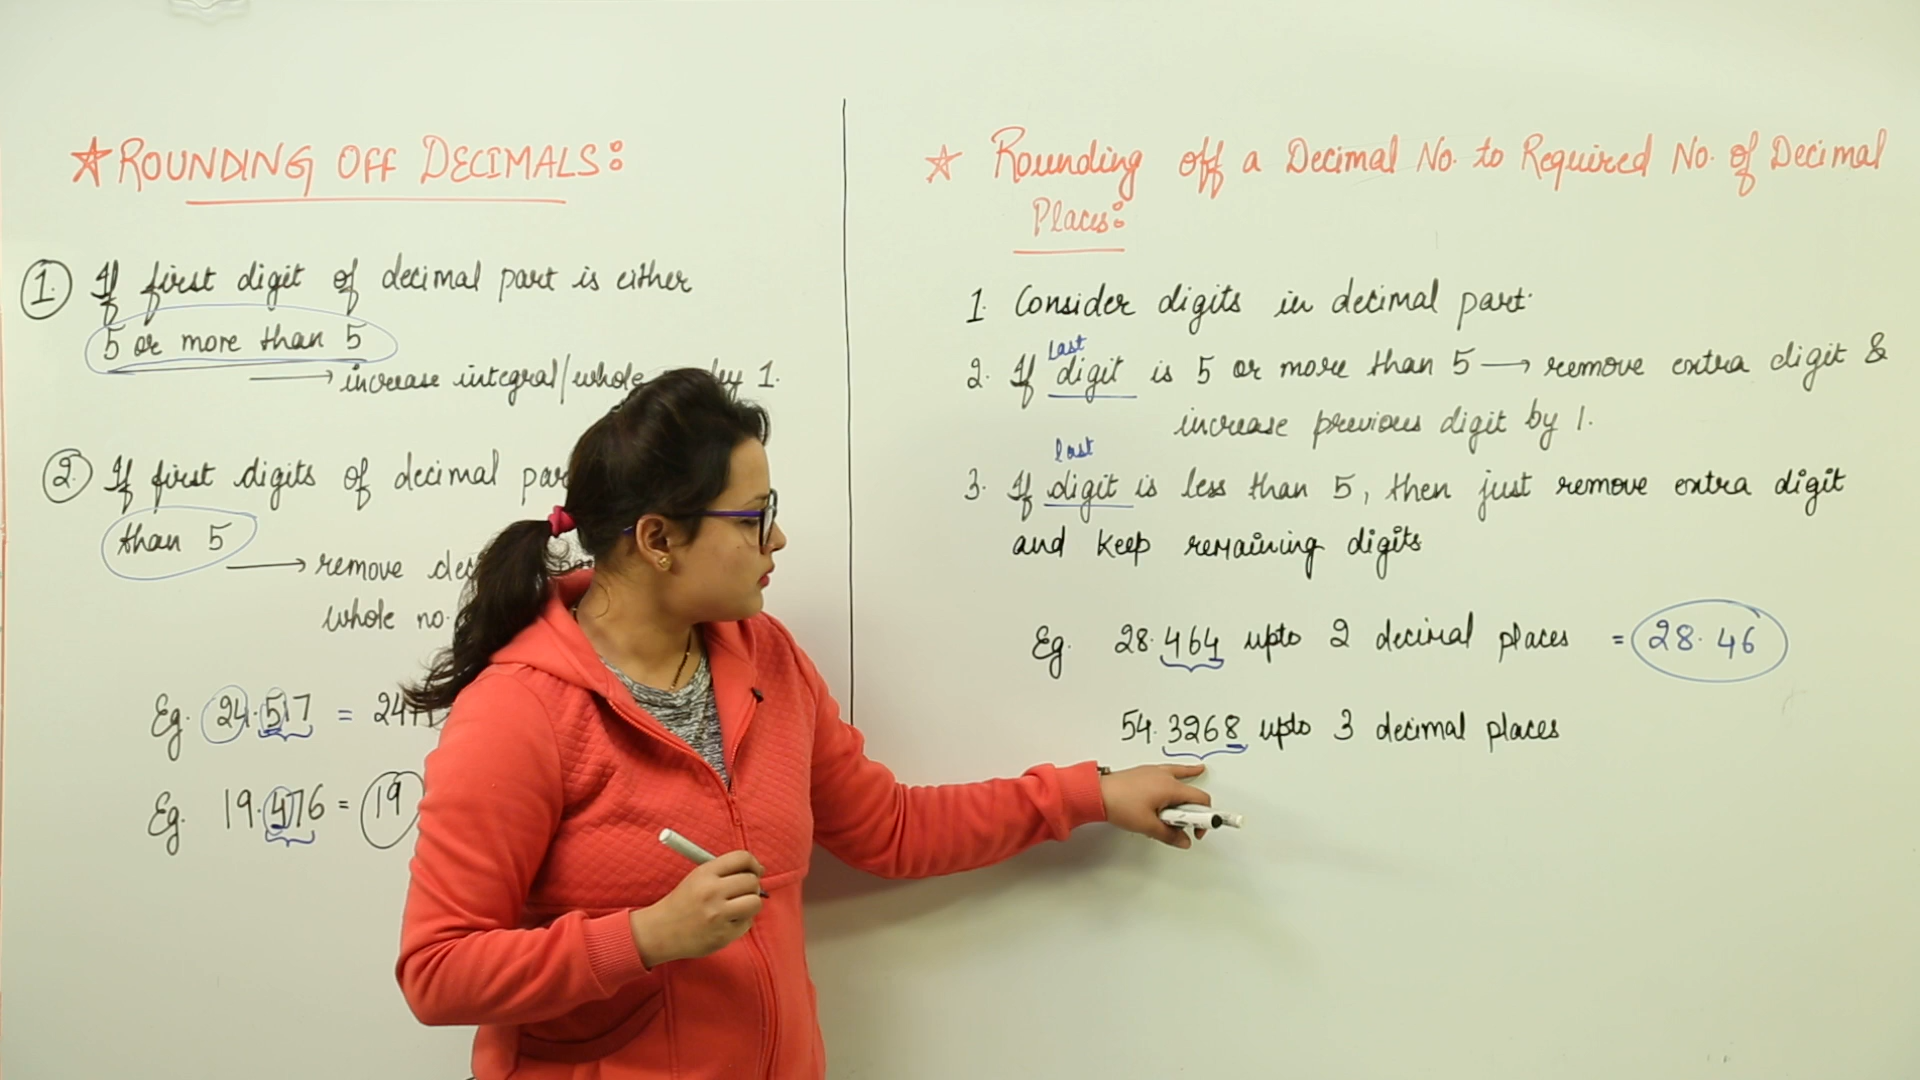 ☆ ROUNDING OFF DECIMALS:
1. If first digit of decimal part is either
5 or more than 5
→ increase integral/whole by 1.
2. If first digits of decimal
than 5
→ remove
whole no.
Eg. 24.517 = 24+1
Eg. 19.476 = 19
☆ Rounding off a Decimal No. to Required No. of Decimal
Places:
1. Consider digits in decimal part.
last
2. If digit is 5 or more than 5 → remove extra digit &
increase previous digit by 1.
last
3. If digit is less than 5, then just remove extra digit
and keep remaining digits
Eg. 28.464 upto 2 decimal places = 28.46
54.3268 upto 3 decimal places